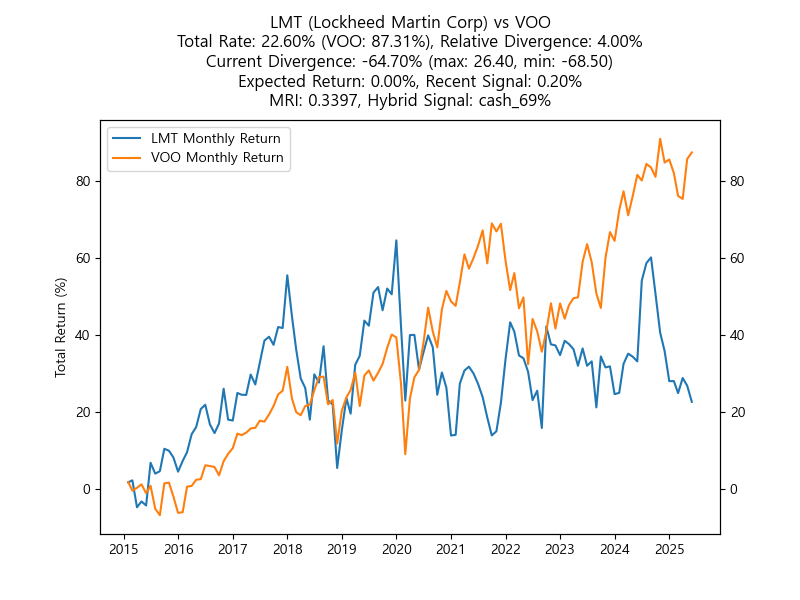 LMT (Lockheed Martin Corp) vs VOO
Total Rate: 22.60% (VOO: 87.31%), Relative Divergence: 4.00%
Current Divergence: -64.70% (max: 26.40, min: -68.50)
Expected Return: 0.00%, Recent Signal: 0.20%
MRI: 0.3397, Hybrid Signal: cash_69%
LMT Monthly Return
VOO Monthly Return
Total Return (%)
80 80
60 60
40 40
20 20
0 0
2015 2016 2017 2018 2019 2020 2021 2022 2023 2024 2025